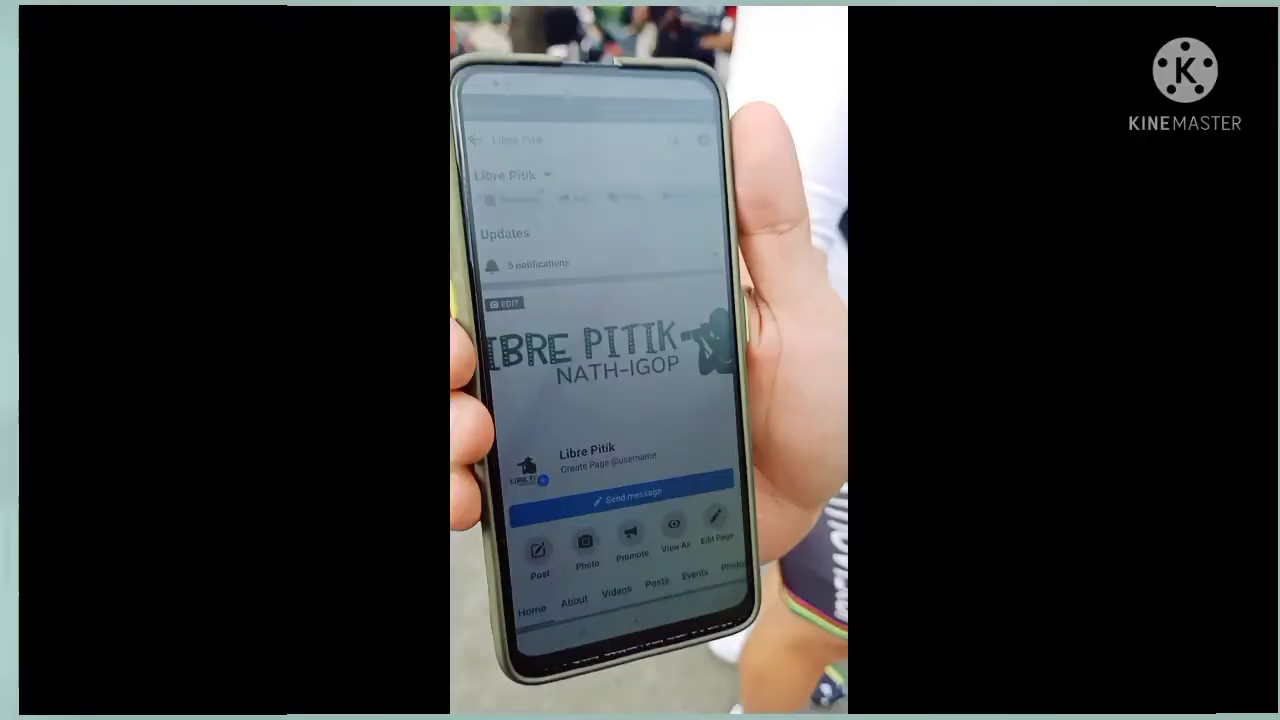 KINEMASTER
Libre Pitik
Libre Pitik
Updates
5 notifications
EDIT
IBRE PITIK
NATH-IGOP
Libre Pitik
Create Page @username
Send message
Post
Photo
Promote
View As
Edit Page
Home
About
Videos
Posts
Events
Photo